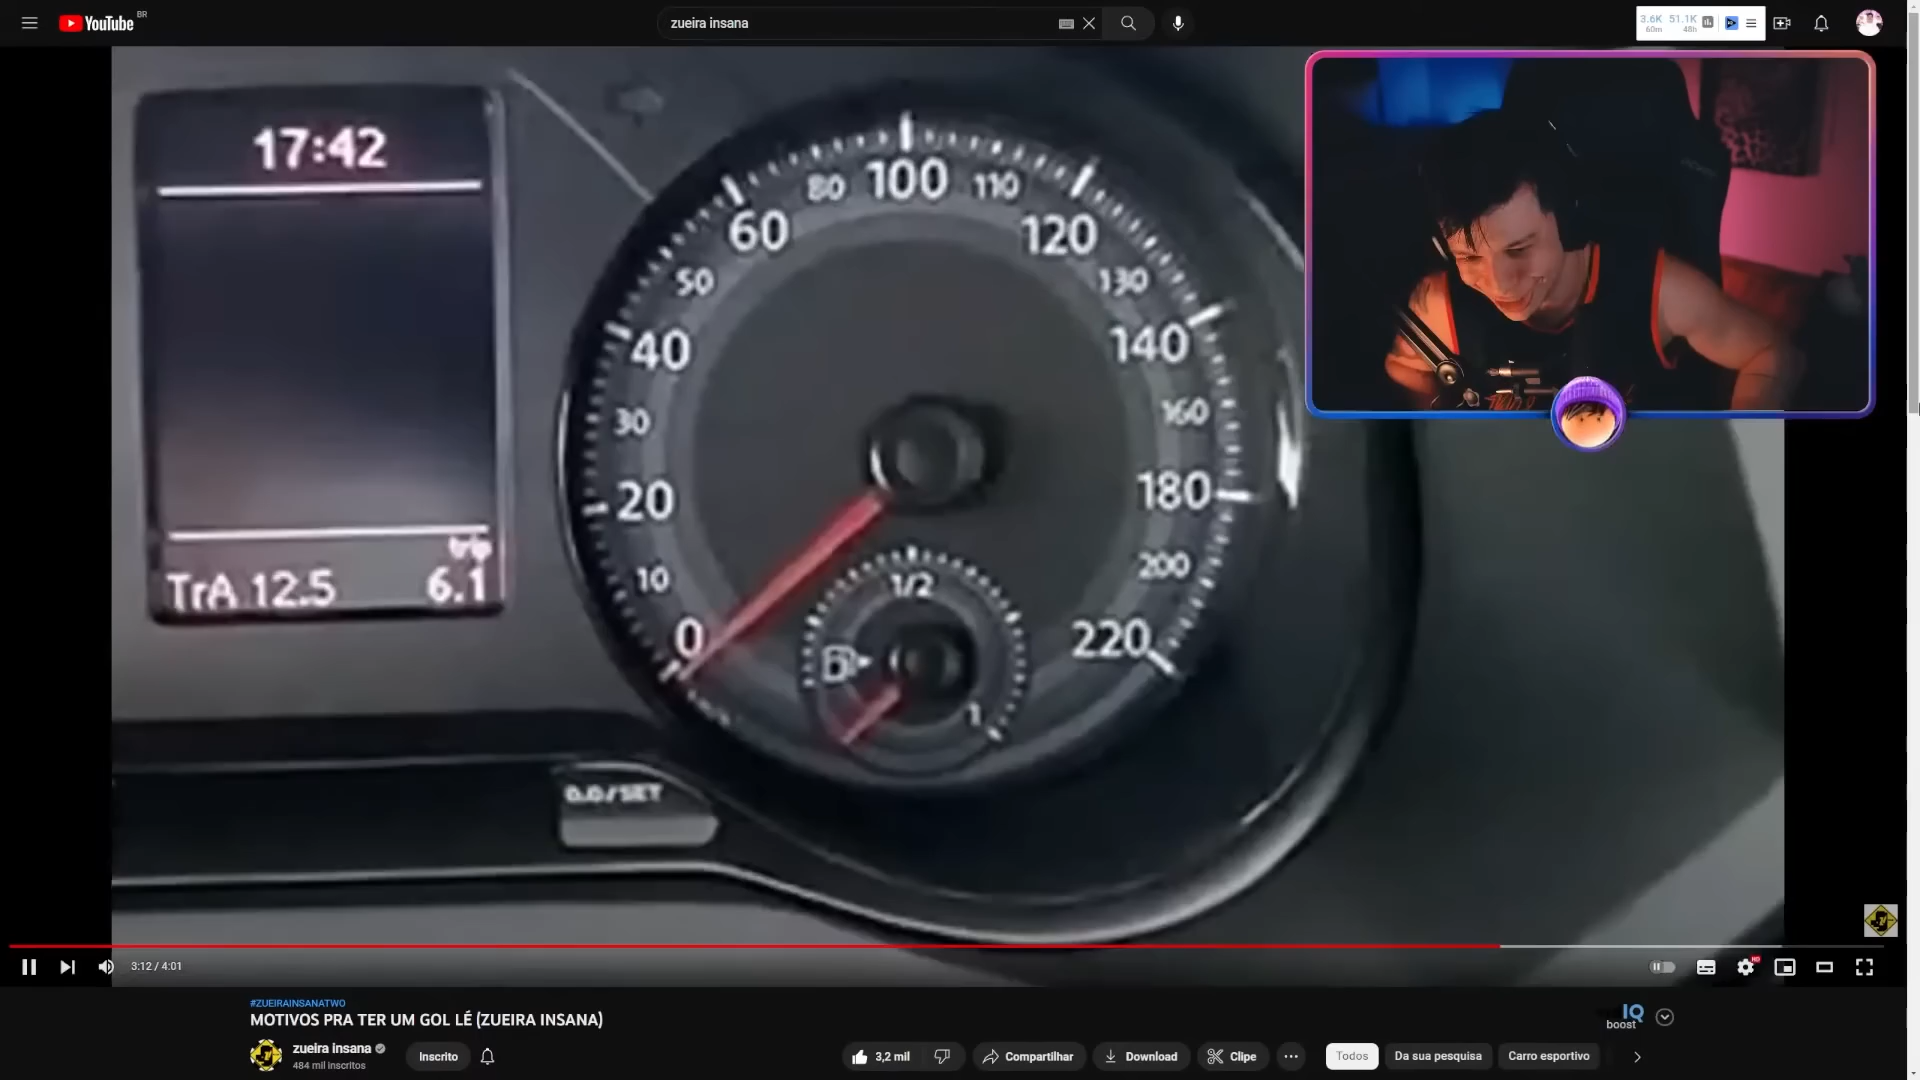 YouTube BR
zueira insana
3.6K 51.1K
60m 48h
17:42
TrA 12.5
trip
6.1
0
10
20
30
40
50
60
80
100
110
120
130
140
160
180
200
220
1/2
1
0.0/SET
3:12 / 4:01
HD
#ZUEIRAINSANATWO
MOTIVOS PRA TER UM GOL LÉ (ZUEIRA INSANA)
IQ
boost
zueira insana
484 mil inscritos
Inscrito
3,2 mil
Compartilhar
Download
Clipe
Todos
Da sua pesquisa
Carro esportivo